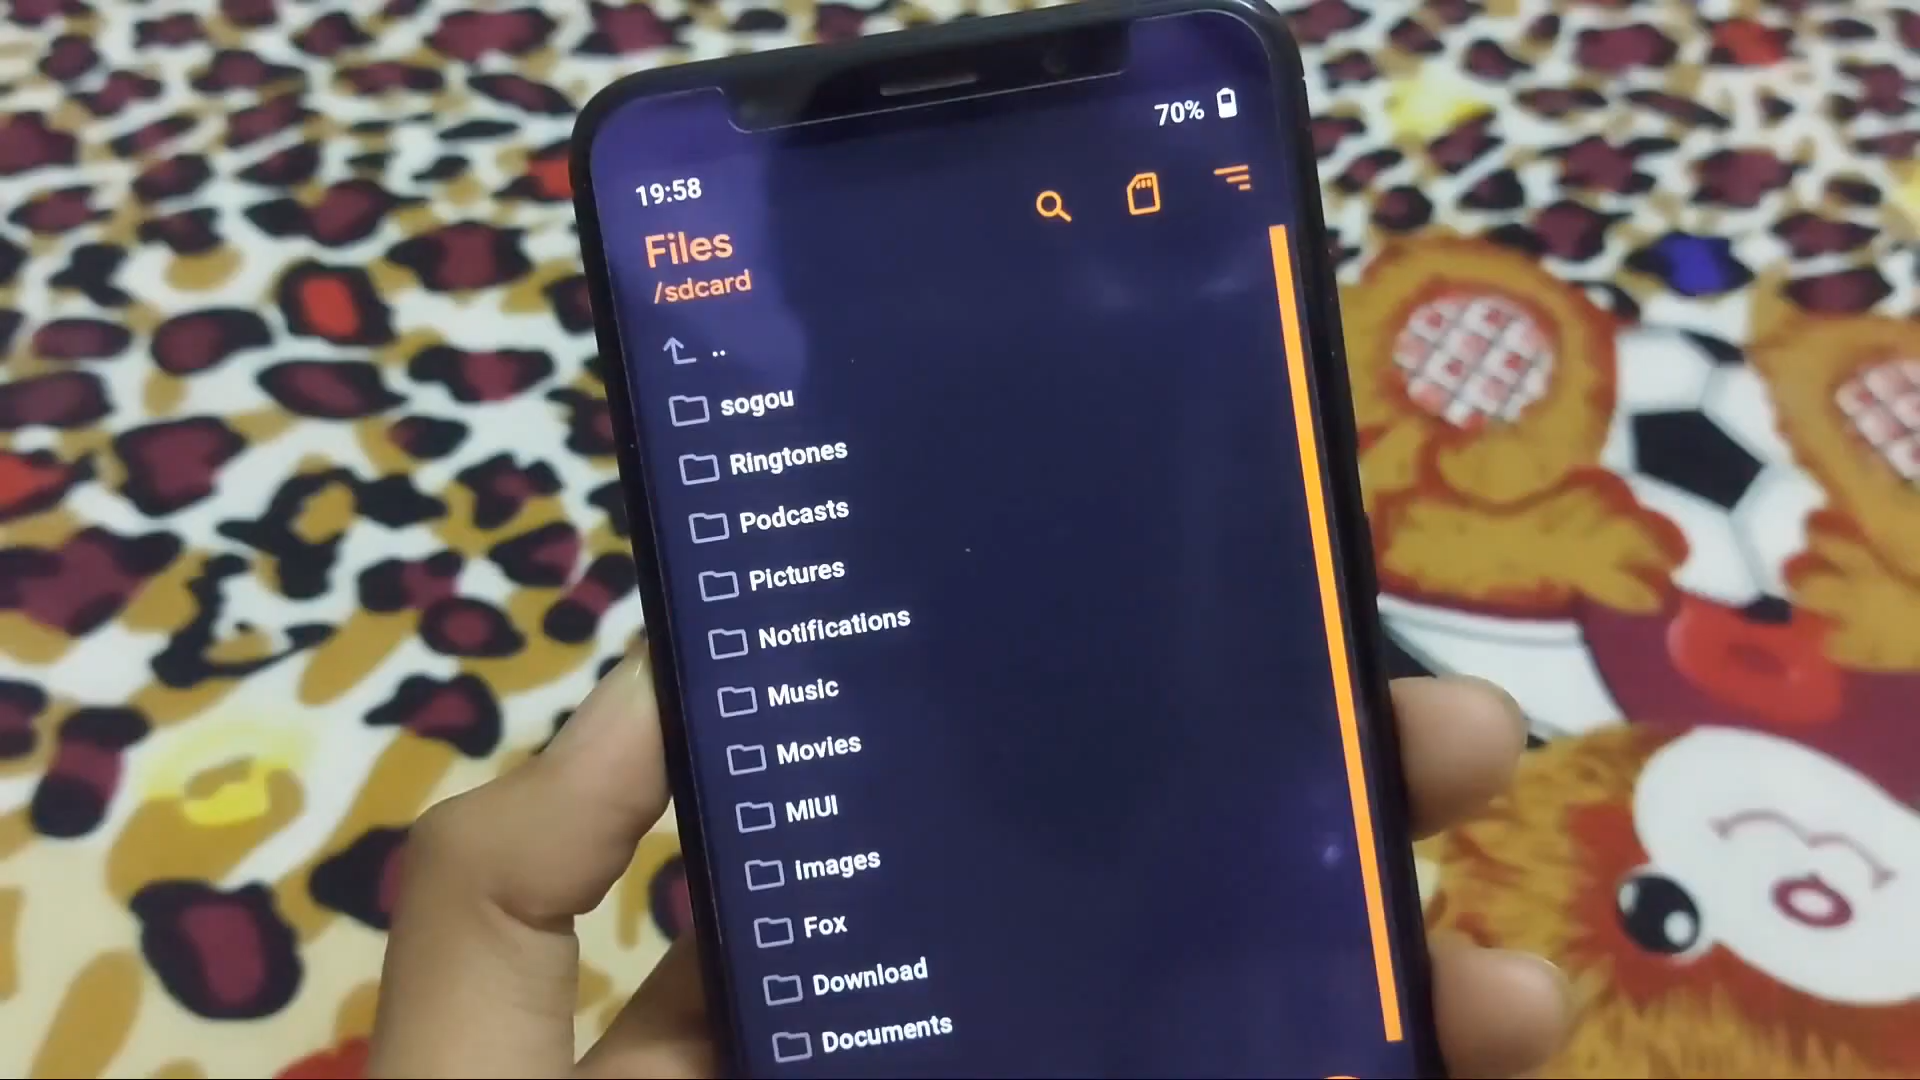 70%
19:58
Files
/sdcard
..
sogou
Ringtones
Podcasts
Pictures
Notifications
Music
Movies
MIUI
Images
Fox
Download
Documents